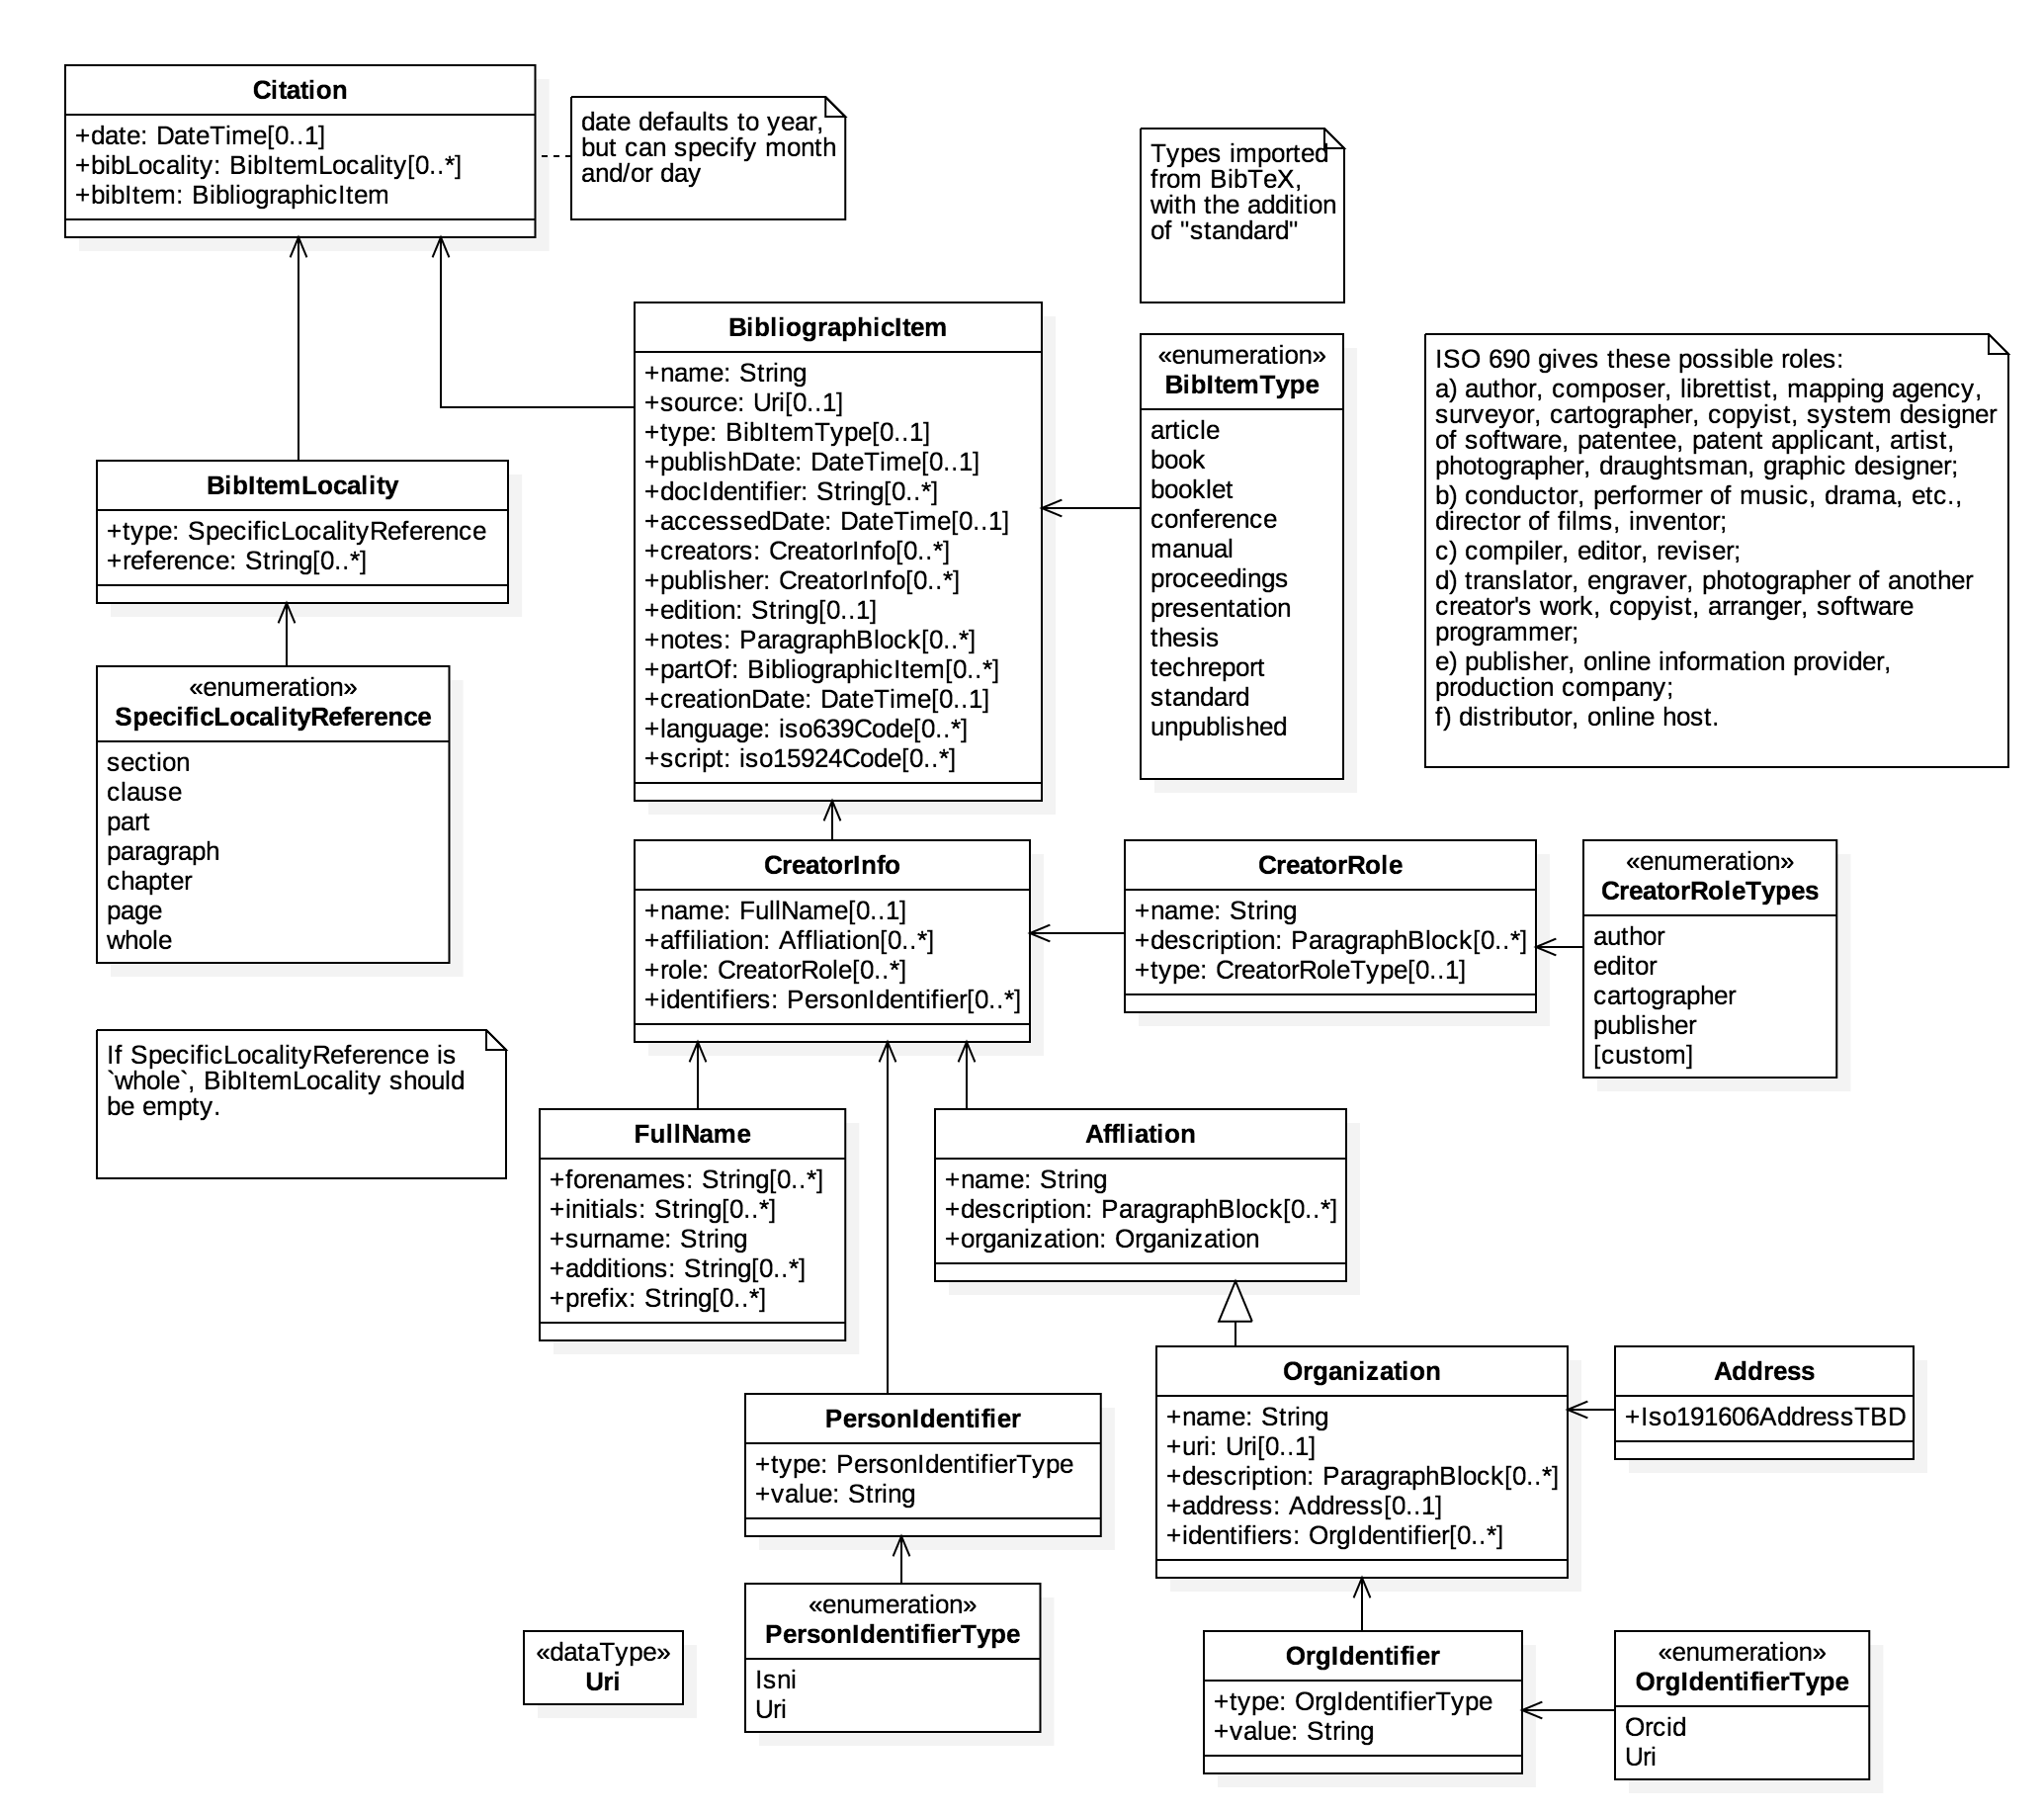 Citation
+date: DateTime[0..1]
+bibLocality: BibItemLocality[0..*]
+bibItem: BibliographicItem
date defaults to year,
but can specify month
and/or day
Types imported
from BibTeX,
with the addition
of "standard"
BibliographicItem
+name: String
+source: Uri[0..1]
+type: BibItemType[0..1]
+publishDate: DateTime[0..1]
+docIdentifier: String[0..*]
+accessedDate: DateTime[0..1]
+creators: CreatorInfo[0..*]
+publisher: CreatorInfo[0..*]
+edition: String[0..1]
+notes: ParagraphBlock[0..*]
+partOf: BibliographicItem[0..*]
+creationDate: DateTime[0..1]
+language: iso639Code[0..*]
+script: iso15924Code[0..*]
«enumeration»
BibItemType
article
book
booklet
conference
manual
proceedings
presentation
thesis
techreport
standard
unpublished
ISO 690 gives these possible roles:
a) author, composer, librettist, mapping agency,
surveyor, cartographer, copyist, system designer
of software, patentee, patent applicant, artist,
photographer, draughtsman, graphic designer;
b) conductor, performer of music, drama, etc.,
director of films, inventor;
c) compiler, editor, reviser;
d) translator, engraver, photographer of another
creator's work, copyist, arranger, software
programmer;
e) publisher, online information provider,
production company;
f) distributor, online host.
BibItemLocality
+type: SpecificLocalityReference
+reference: String[0..*]
«enumeration»
SpecificLocalityReference
section
clause
part
paragraph
chapter
page
whole
If SpecificLocalityReference is
`whole`, BibItemLocality should
be empty.
CreatorInfo
+name: FullName[0..1]
+affiliation: Affliation[0..*]
+role: CreatorRole[0..*]
+identifiers: PersonIdentifier[0..*]
CreatorRole
+name: String
+description: ParagraphBlock[0..*]
+type: CreatorRoleType[0..1]
«enumeration»
CreatorRoleTypes
author
editor
cartographer
publisher
[custom]
FullName
+forenames: String[0..*]
+initials: String[0..*]
+surname: String
+additions: String[0..*]
+prefix: String[0..*]
Affliation
+name: String
+description: ParagraphBlock[0..*]
+organization: Organization
PersonIdentifier
+type: PersonIdentifierType
+value: String
Organization
+name: String
+uri: Uri[0..1]
+description: ParagraphBlock[0..*]
+address: Address[0..1]
+identifiers: OrgIdentifier[0..*]
Address
+Iso191606AddressTBD
«dataType»
Uri
«enumeration»
PersonIdentifierType
Isni
Uri
OrgIdentifier
+type: OrgIdentifierType
+value: String
«enumeration»
OrgIdentifierType
Orcid
Uri